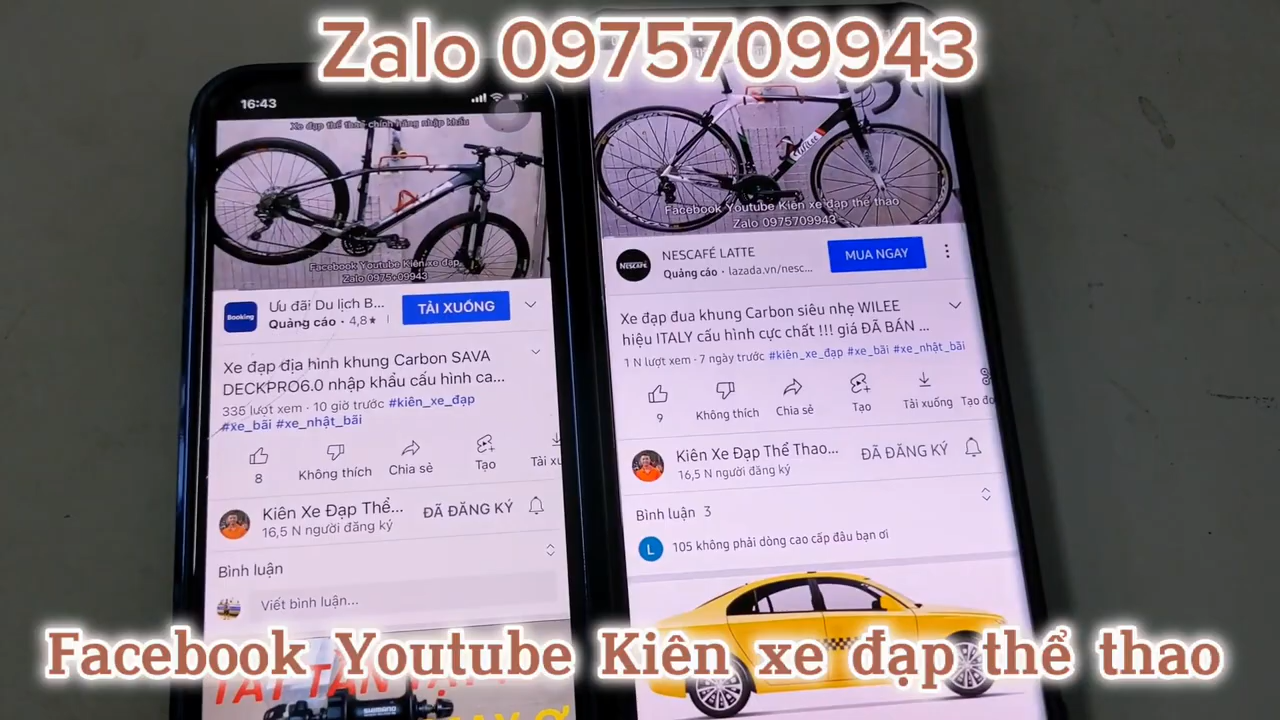 Zalo 0975709943
16:43
Xe đạp thể thao chính hãng nhập khẩu
Facebook Youtube Kiên xe đạp
Zalo 0975709943
Booking
Ưu đãi Du lịch B...
Quảng cáo · 4,8★
TẢI XUỐNG
Xe đạp địa hình khung Carbon SAVA
DECKPRO6.0 nhập khẩu cấu hình ca...
335 lượt xem · 10 giờ trước #kiên_xe_đạp
#xe_bãi #xe_nhật_bãi
8
Không thích
Chia sẻ
Tạo
Tải xu
Kiên Xe Đạp Thể...
16,5 N người đăng ký
ĐÃ ĐĂNG KÝ
Bình luận
Viết bình luận...
SHIMANO
Facebook Youtube Kiên xe đạp thể thao
Zalo 0975709943
NESCAFÉ
NESCAFÉ LATTE
Quảng cáo · lazada.vn/nesc...
MUA NGAY
Xe đạp đua khung Carbon siêu nhẹ WILEE
hiệu ITALY cấu hình cực chất !!! giá ĐÃ BÁN ...
1 N lượt xem · 7 ngày trước #kiên_xe_đạp #xe_bãi #xe_nhật_bãi
9
Không thích
Chia sẻ
Tạo
Tải xuống
Tạo đo
Kiên Xe Đạp Thể Thao...
16,5 N người đăng ký
ĐÃ ĐĂNG KÝ
Bình luận 3
L
105 không phải dòng cao cấp đâu bạn ơi
Facebook Youtube Kiên xe đạp thể thao